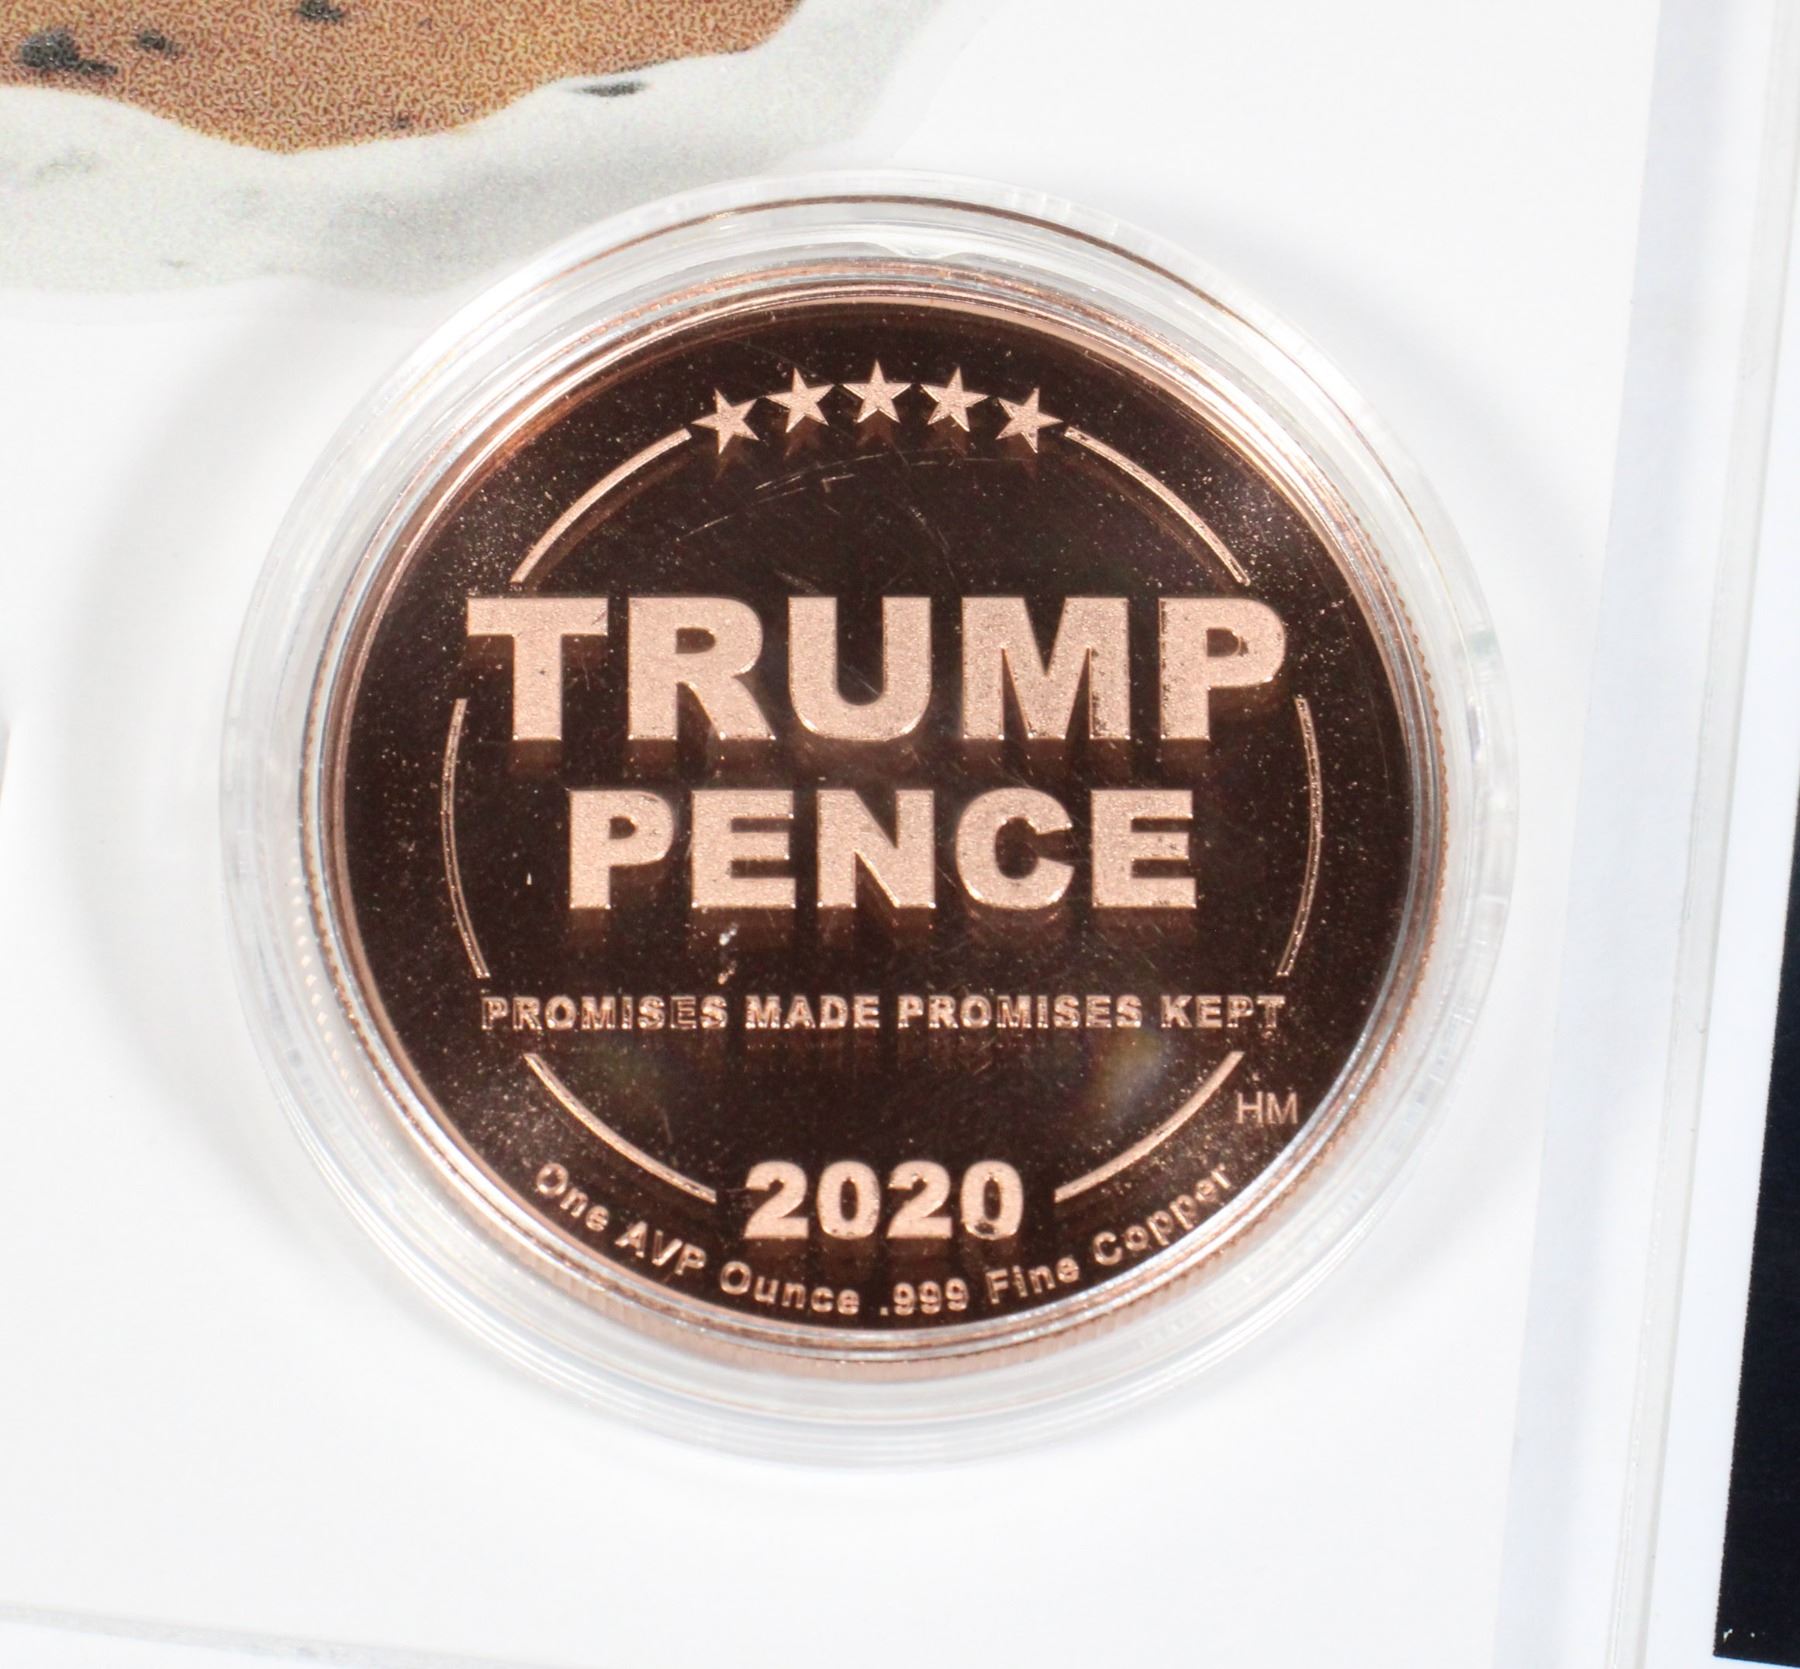 TRUMP
PENCE
PROMISES MADE PROMISES KEPT
HM
2020
One AVP Ounce .999 Fine Copper